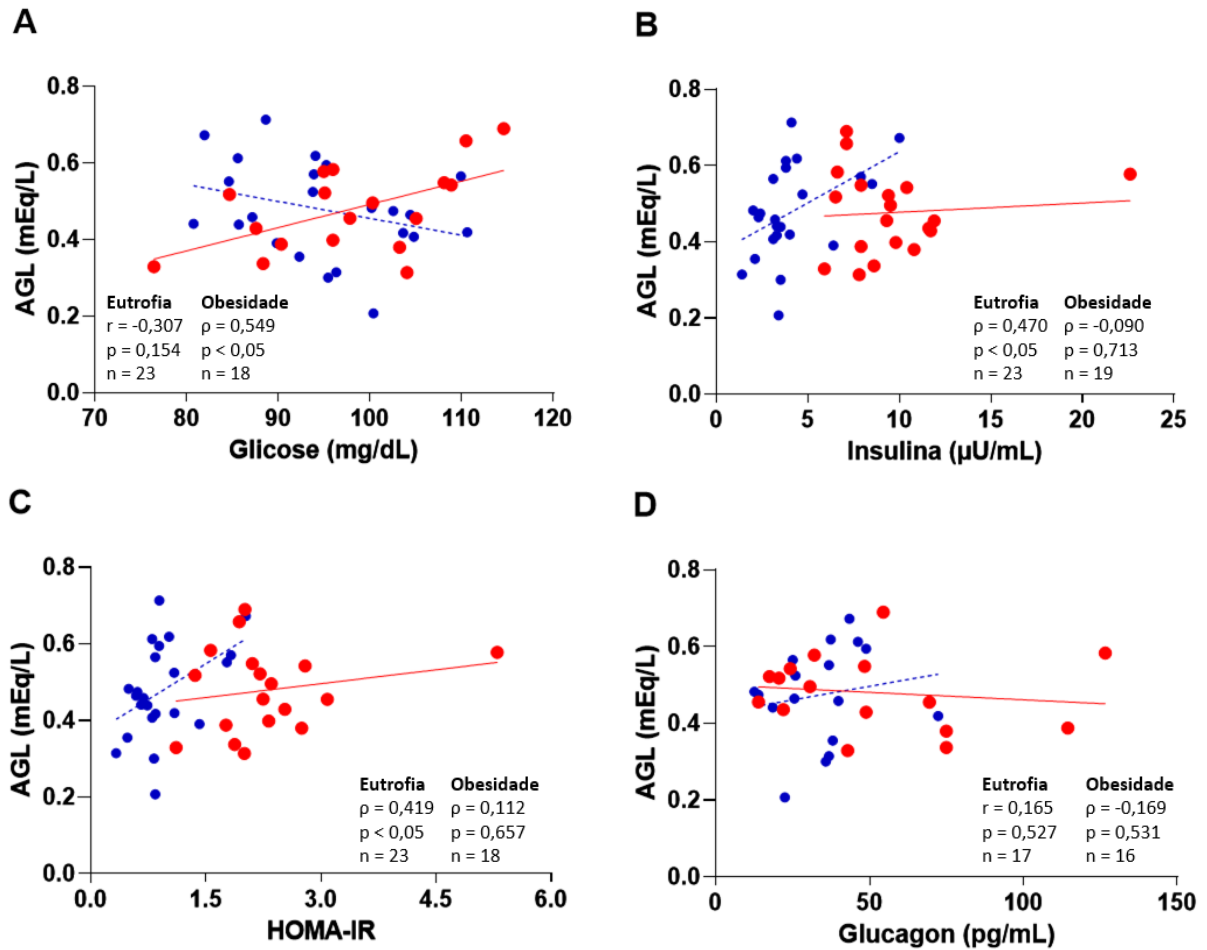 A
AGL (mEq/L)
0.8
0.6
0.4
0.2
0.0
Eutrofia Obesidade
r = -0,307 ρ = 0,549
p = 0,154 p < 0,05
n = 23 n = 18
70 80 90 100 110 120
Glicose (mg/dL)
B
AGL (mEq/L)
0.8
0.6
0.4
0.2
0.0
Eutrofia Obesidade
ρ = 0,470 ρ = -0,090
p < 0,05 p = 0,713
n = 23 n = 19
0 5 10 15 20 25
Insulina (μU/mL)
C
AGL (mEq/L)
0.8
0.6
0.4
0.2
0.0
Eutrofia Obesidade
ρ = 0,419 ρ = 0,112
p < 0,05 p = 0,657
n = 23 n = 18
0.0 1.5 3.0 4.5 6.0
HOMA-IR
D
AGL (mEq/L)
0.8
0.6
0.4
0.2
0.0
Eutrofia Obesidade
r = 0,165 ρ = -0,169
p = 0,527 p = 0,531
n = 17 n = 16
0 50 100 150
Glucagon (pg/mL)